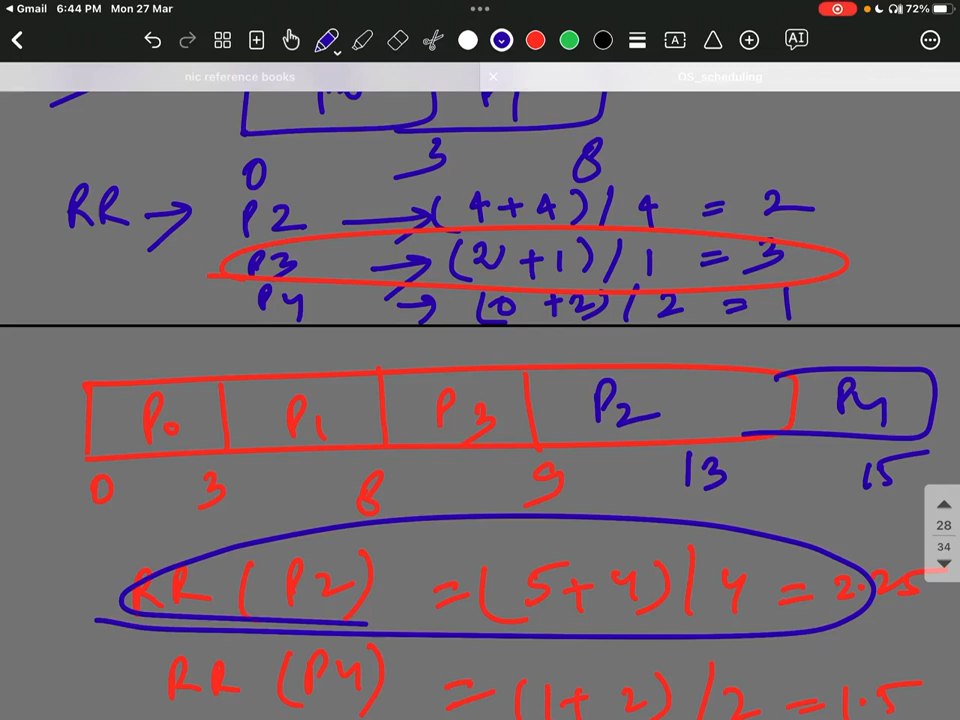 Gmail 6:44 PM Mon 27 Mar 72%
A AI
nic reference books OS_scheduling
0 3 8
RR → P2 → (4+4)/4 = 2
P3 → (2+1)/1 = 3
P4 → (0+2)/2 = 1
P0 P1 P3 P2 P4
0 3 8 9 13 15
28
34
RR (P2) = (5+4)/4 = 2.25
RR (P4) = (1+2)/2 = 1.5